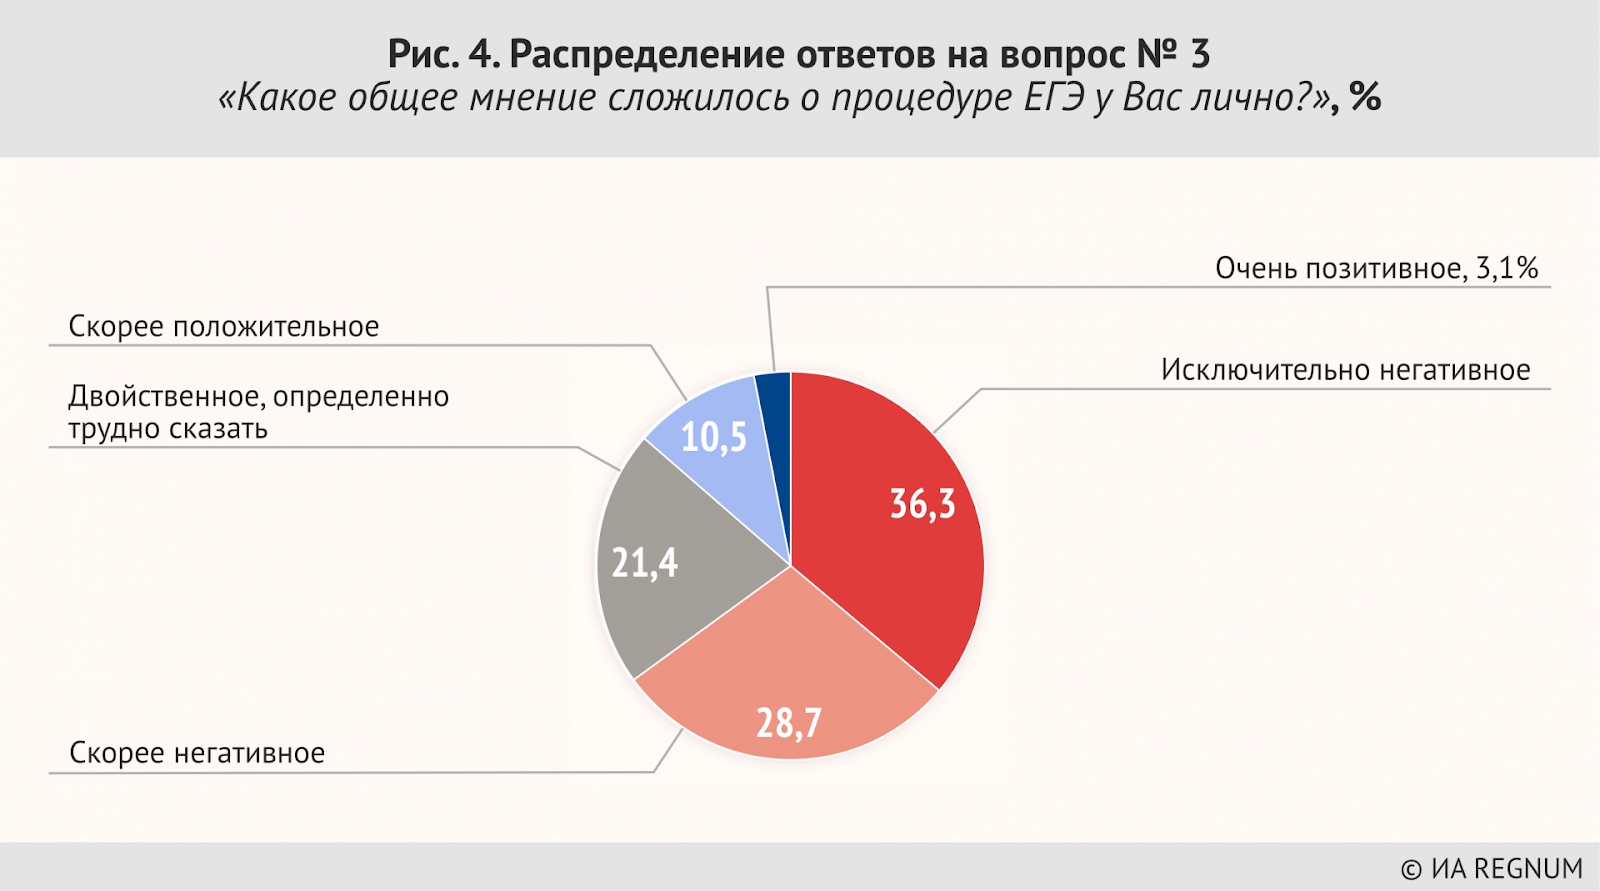 Рис. 4. Распределение ответов на вопрос № 3
«Какое общее мнение сложилось о процедуре ЕГЭ у Вас лично?», %
Очень позитивное, 3,1%
Скорее положительное
Исключительно негативное
Двойственное, определенно
трудно сказать
10,5
36,3
21,4
28,7
Скорее негативное
© ИА REGNUM